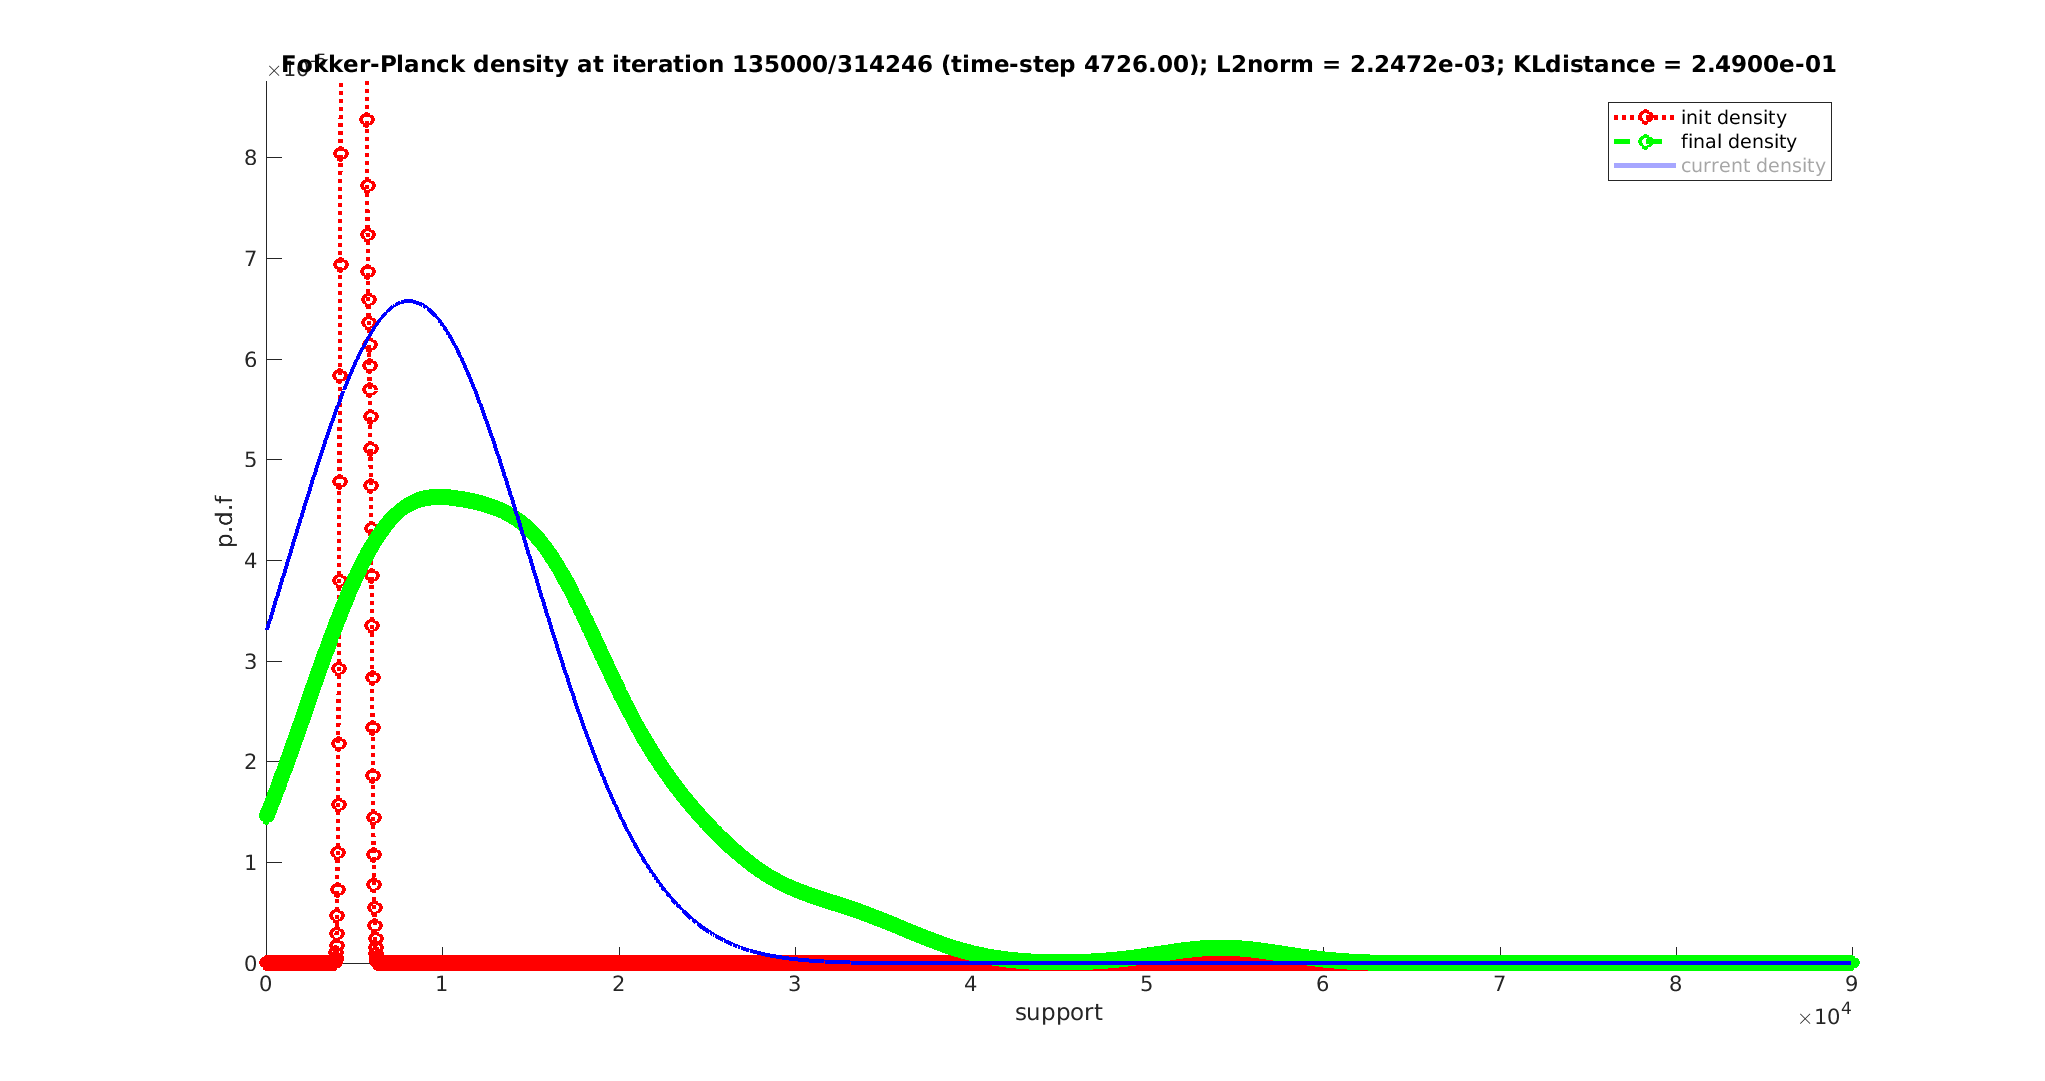 Fokker-Planck density at iteration 135000/314246 (time-step 4726.00); L2norm = 2.2472e-03; KLdistance = 2.4900e-01
init density
final density
current density
8
7
6
5
4
3
2
1
0
p.d.f
0 1 2 3 4 5 6 7 8 9
support
×10⁴